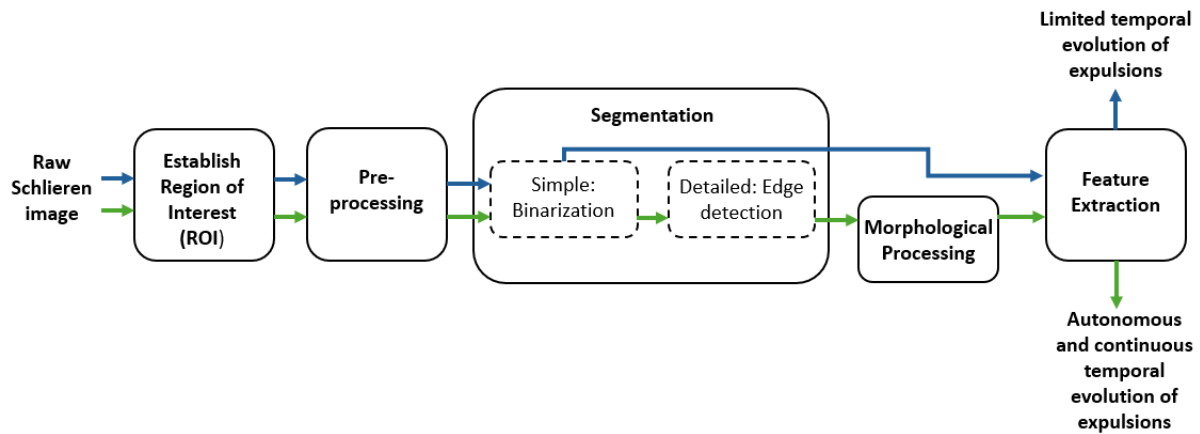 Raw
Schlieren
image
Establish
Region of
Interest
(ROI)
Pre-
processing
Segmentation
Simple:
Binarization
Detailed: Edge
detection
Morphological
Processing
Feature
Extraction
Limited temporal
evolution of
expulsions
Autonomous
and continuous
temporal
evolution of
expulsions